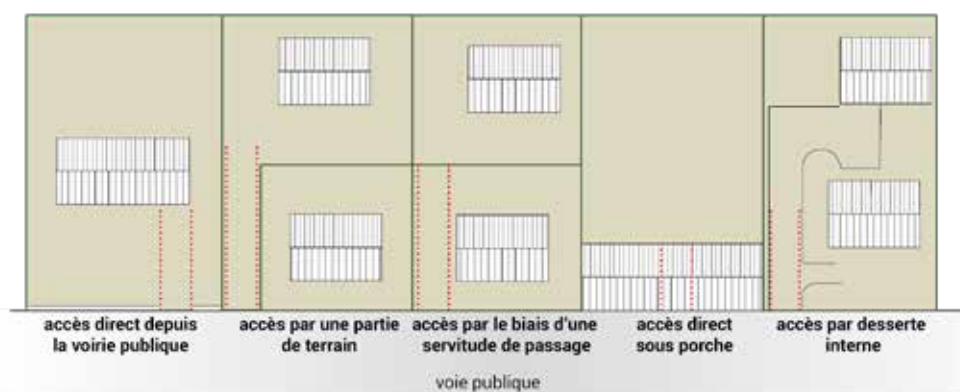 accès direct depuis
la voirie publique
accès par une partie
de terrain
accès par le biais d'une
servitude de passage
accès direct
sous porche
accès par desserte
interne
voie publique